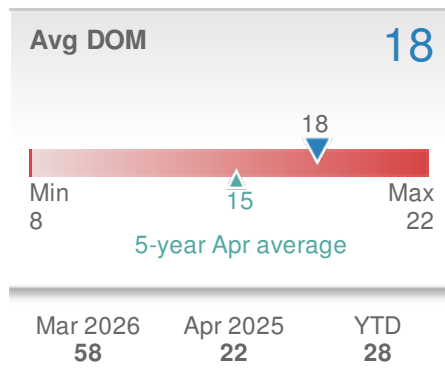 Avg DOM 18
18
Min Max
8 15 22
5-year Apr average
Mar 2026 Apr 2025 YTD
58 22 28